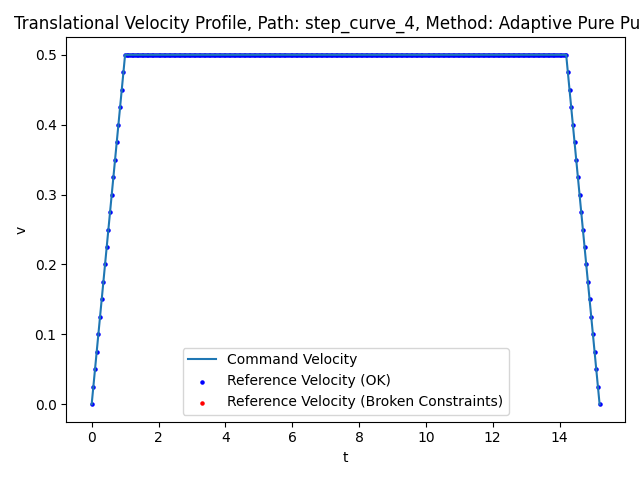 Translational Velocity Profile, Path: step_curve_4, Method: Adaptive Pure Pu
0.5
0.4
0.3
0.2
0.1
0.0
v
Command Velocity
Reference Velocity (OK)
Reference Velocity (Broken Constraints)
0 2 4 6 8 10 12 14
t